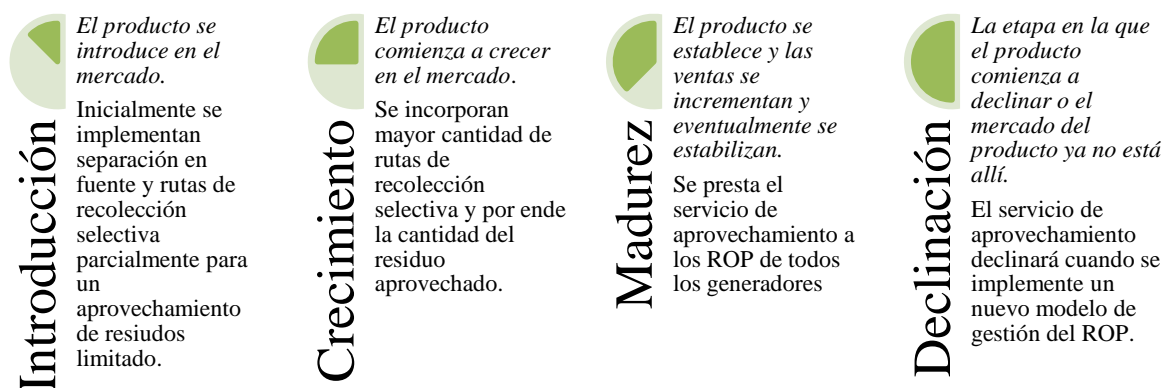 Introducción
El producto se
introduce en el
mercado.
Inicialmente se
implementan
separación en
fuente y rutas de
recolección
selectiva
parcialmente para
un
aprovechamiento
de resiudos
limitado.
Crecimiento
El producto
comienza a crecer
en el mercado.
Se incorporan
mayor cantidad de
rutas de
recolección
selectiva y por ende
la cantidad del
residuo
aprovechado.
Madurez
El producto se
establece y las
ventas se
incrementan y
eventualmente se
estabilizan.
Se presta el
servicio de
aprovechamiento a
los ROP de todos
los generadores
Declinación
La etapa en la que
el producto
comienza a
declinar o el
mercado del
producto ya no está
allí.
El servicio de
aprovechamiento
declinará cuando se
implemente un
nuevo modelo de
gestión del ROP.